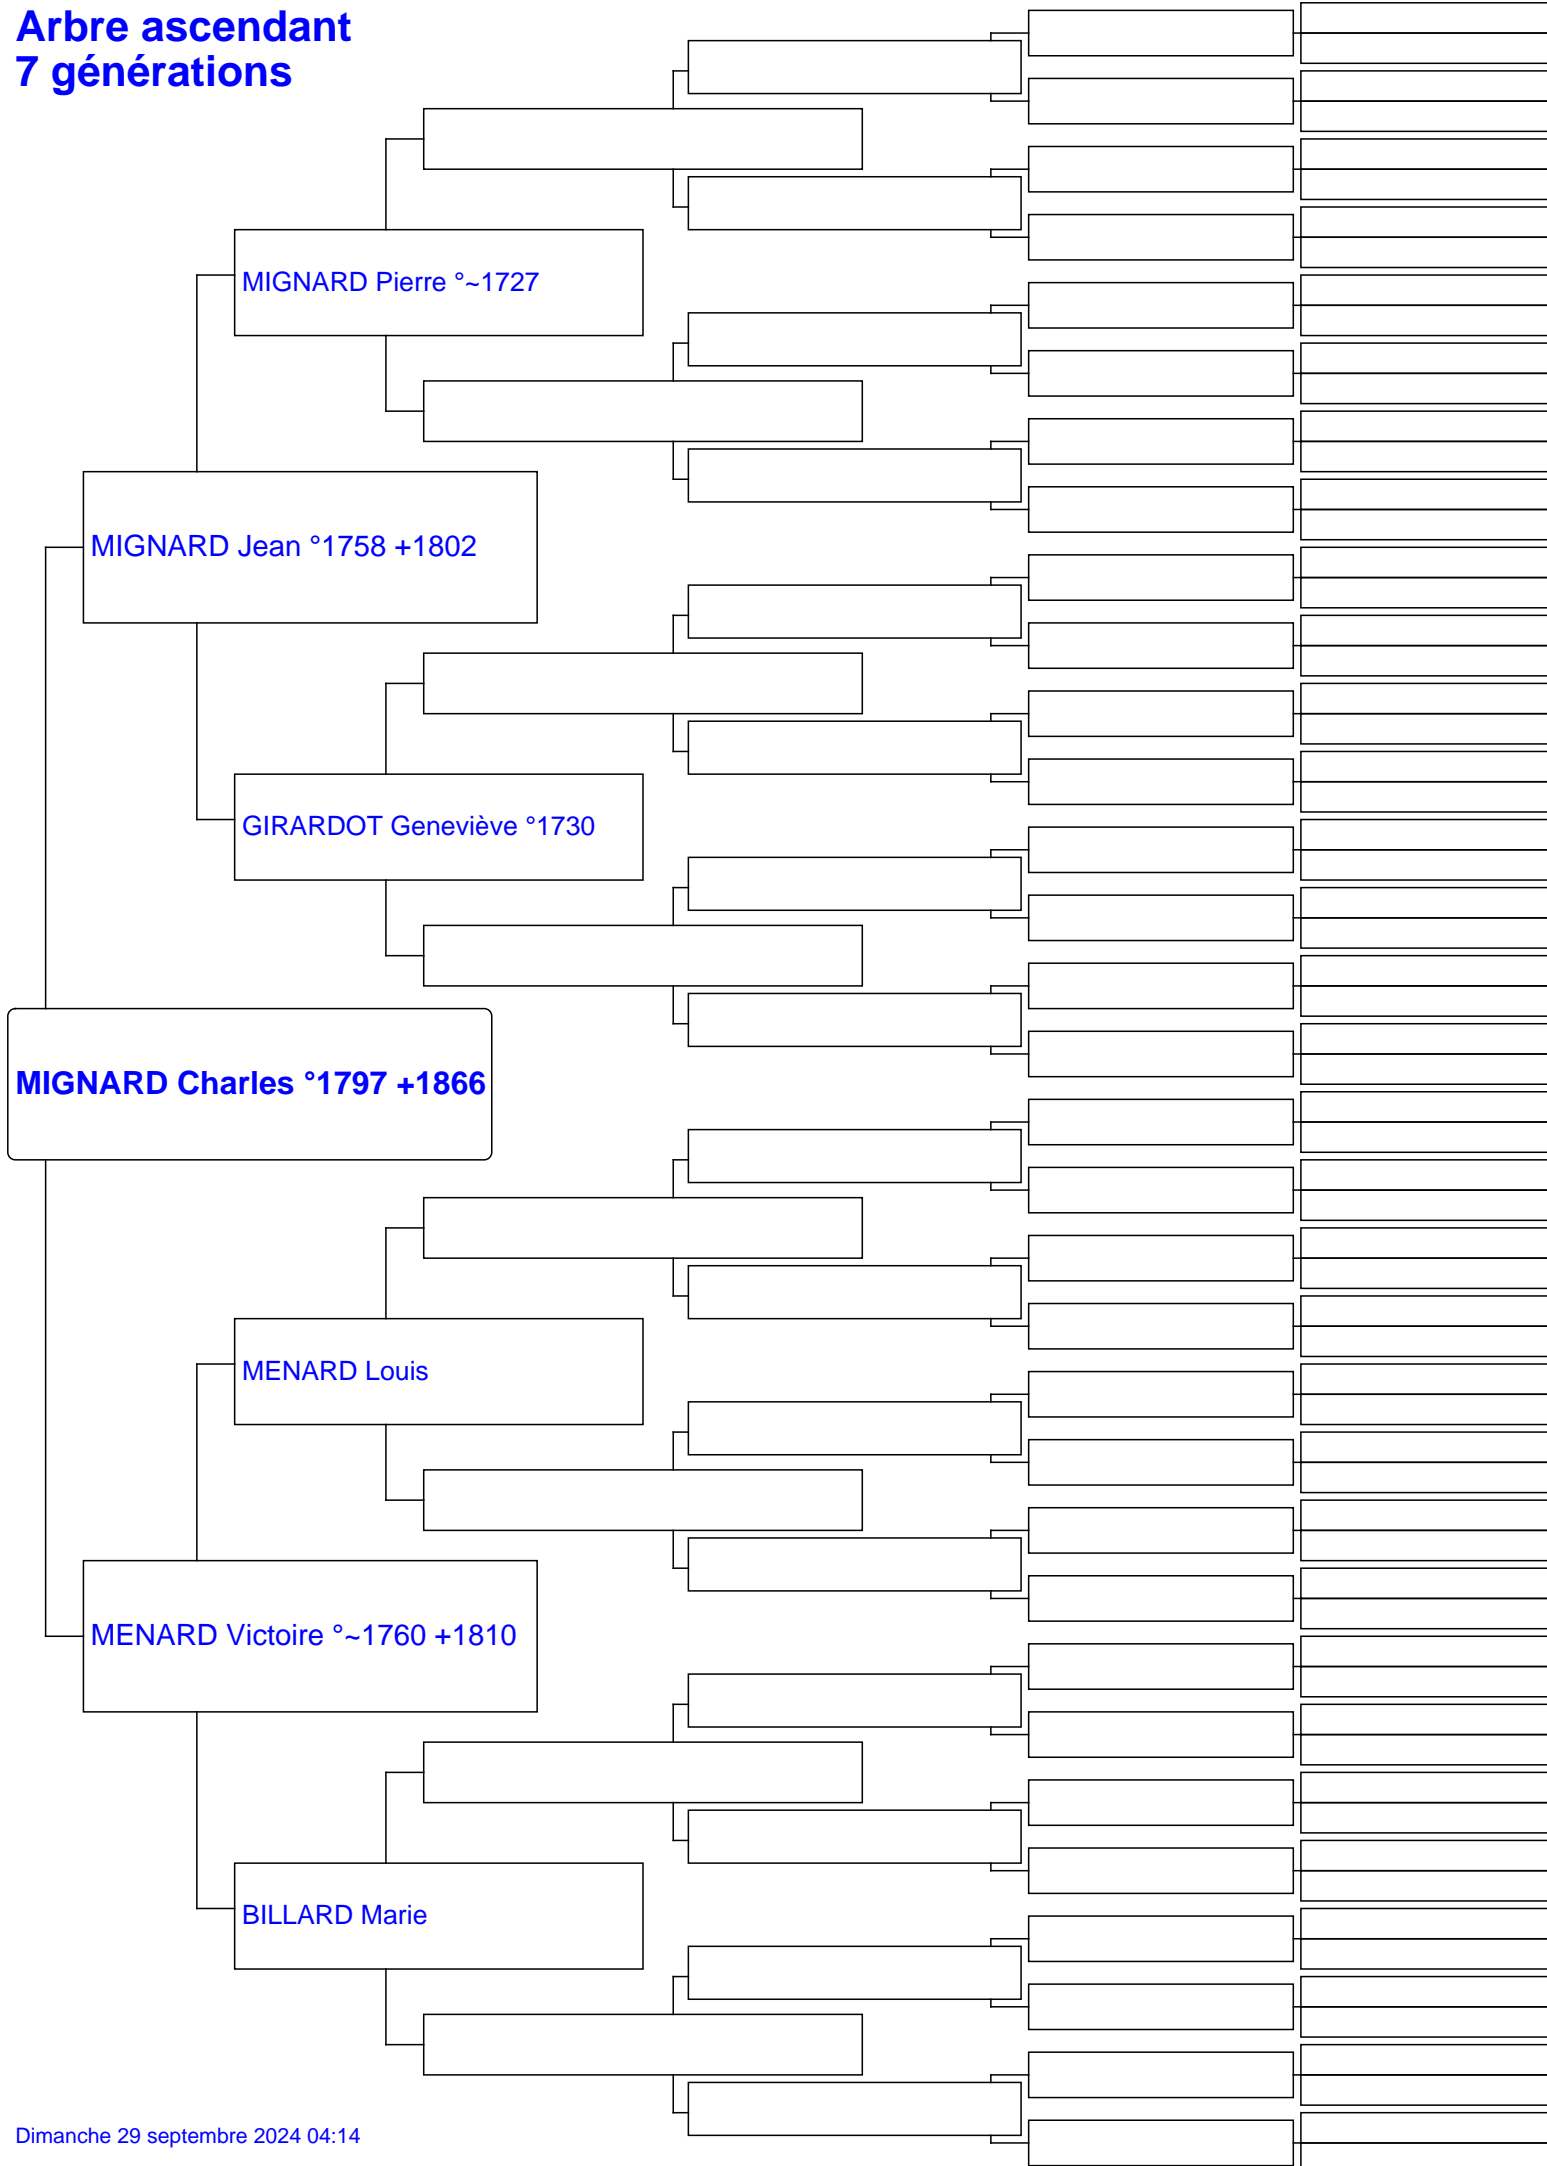 Arbre ascendant
7 générations
MIGNARD Pierre °~1727
MIGNARD Jean °1758 +1802
GIRARDOT Geneviève °1730
MIGNARD Charles °1797 +1866
MENARD Louis
MENARD Victoire °~1760 +1810
BILLARD Marie
Dimanche 29 septembre 2024 04:14